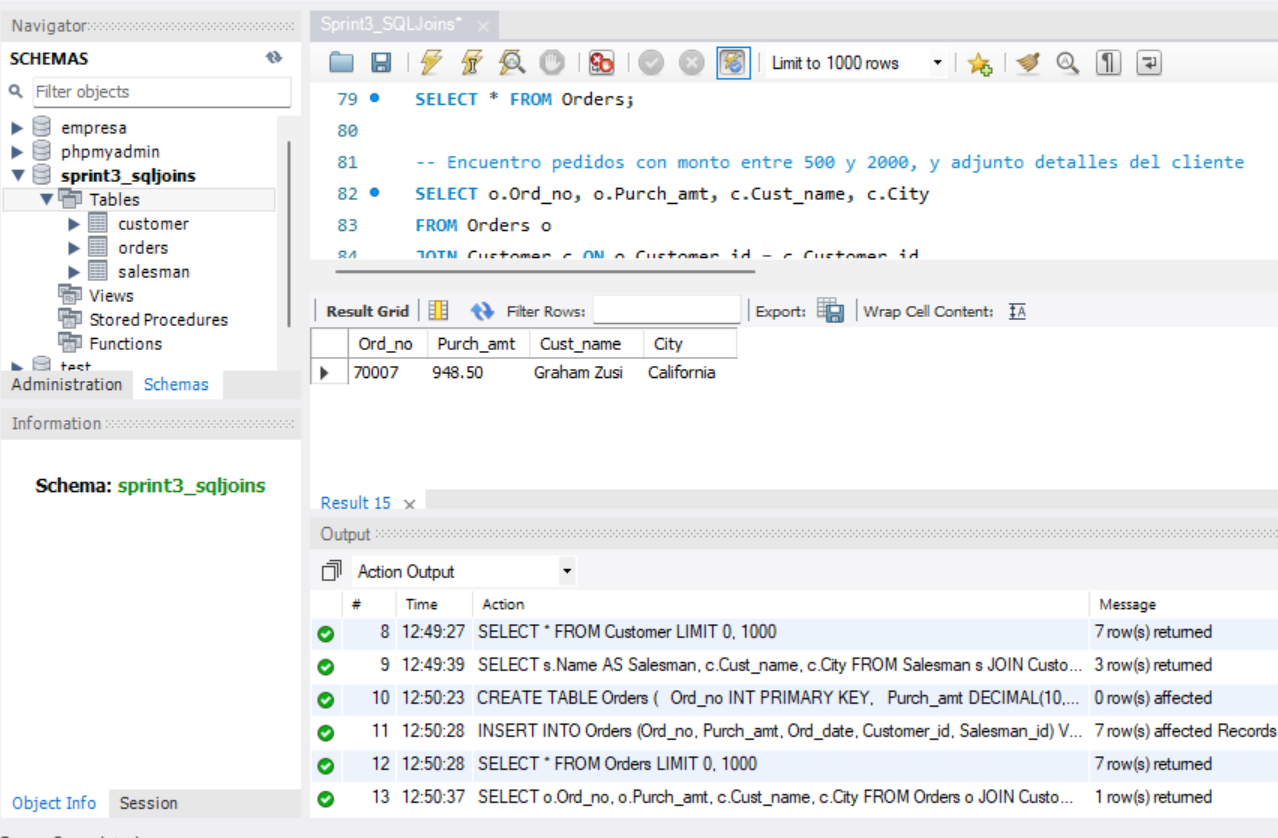 Navigator
SCHEMAS
Filter objects
empresa
phpmyadmin
sprint3_sqljoins
Tables
customer
orders
salesman
Views
Stored Procedures
Functions
test
Administration Schemas
Information
Schema: sprint3_sqljoins
Object Info Session
Sprint3_SQLJoins*
Limit to 1000 rows
79 SELECT * FROM Orders;
80
81 -- Encuentro pedidos con monto entre 500 y 2000, y adjunto detalles del cliente
82 SELECT o.Ord_no, o.Purch_amt, c.Cust_name, c.City
83 FROM Orders o
84 JOIN Customer c ON o.Customer_id = c.Customer_id
Result Grid Filter Rows: Export: Wrap Cell Content:
Ord_no Purch_amt Cust_name City
70007 948.50 Graham Zusi California
Result 15
Output
Action Output
# Time Action Message
8 12:49:27 SELECT * FROM Customer LIMIT 0, 1000 7 row(s) returned
9 12:49:39 SELECT s.Name AS Salesman, c.Cust_name, c.City FROM Salesman s JOIN Custo... 3 row(s) returned
10 12:50:23 CREATE TABLE Orders ( Ord_no INT PRIMARY KEY, Purch_amt DECIMAL(10,... 0 row(s) affected
11 12:50:28 INSERT INTO Orders (Ord_no, Purch_amt, Ord_date, Customer_id, Salesman_id) V... 7 row(s) affected Records
12 12:50:28 SELECT * FROM Orders LIMIT 0, 1000 7 row(s) returned
13 12:50:37 SELECT o.Ord_no, o.Purch_amt, c.Cust_name, c.City FROM Orders o JOIN Custo... 1 row(s) returned